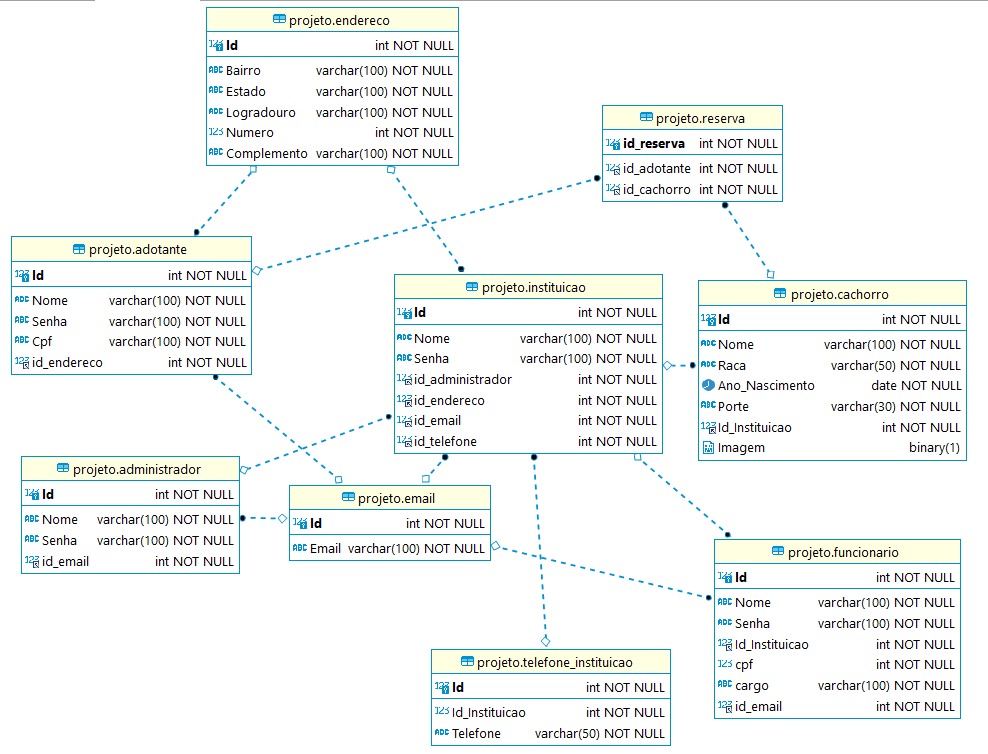 projeto.endereco
Id int NOT NULL
Bairro varchar(100) NOT NULL
Estado varchar(100) NOT NULL
Logradouro varchar(100) NOT NULL
Numero int NOT NULL
Complemento varchar(100) NOT NULL
projeto.reserva
id_reserva int NOT NULL
id_adotante int NOT NULL
id_cachorro int NOT NULL
projeto.adotante
Id int NOT NULL
Nome varchar(100) NOT NULL
Senha varchar(100) NOT NULL
Cpf varchar(100) NOT NULL
id_endereco int NOT NULL
projeto.instituicao
Id int NOT NULL
Nome varchar(100) NOT NULL
Senha varchar(100) NOT NULL
id_administrador int NOT NULL
id_endereco int NOT NULL
id_email int NOT NULL
id_telefone int NOT NULL
projeto.cachorro
Id int NOT NULL
Nome varchar(100) NOT NULL
Raca varchar(50) NOT NULL
Ano_Nascimento date NOT NULL
Porte varchar(30) NOT NULL
Id_Instituicao int NOT NULL
Imagem binary(1)
projeto.administrador
Id int NOT NULL
Nome varchar(100) NOT NULL
Senha varchar(100) NOT NULL
id_email int NOT NULL
projeto.email
Id int NOT NULL
Email varchar(100) NOT NULL
projeto.funcionario
Id int NOT NULL
Nome varchar(100) NOT NULL
Senha varchar(100) NOT NULL
Id_Instituicao int NOT NULL
cpf int NOT NULL
cargo varchar(100) NOT NULL
id_email int NOT NULL
projeto.telefone_instituicao
Id int NOT NULL
Id_Instituicao int NOT NULL
Telefone varchar(50) NOT NULL